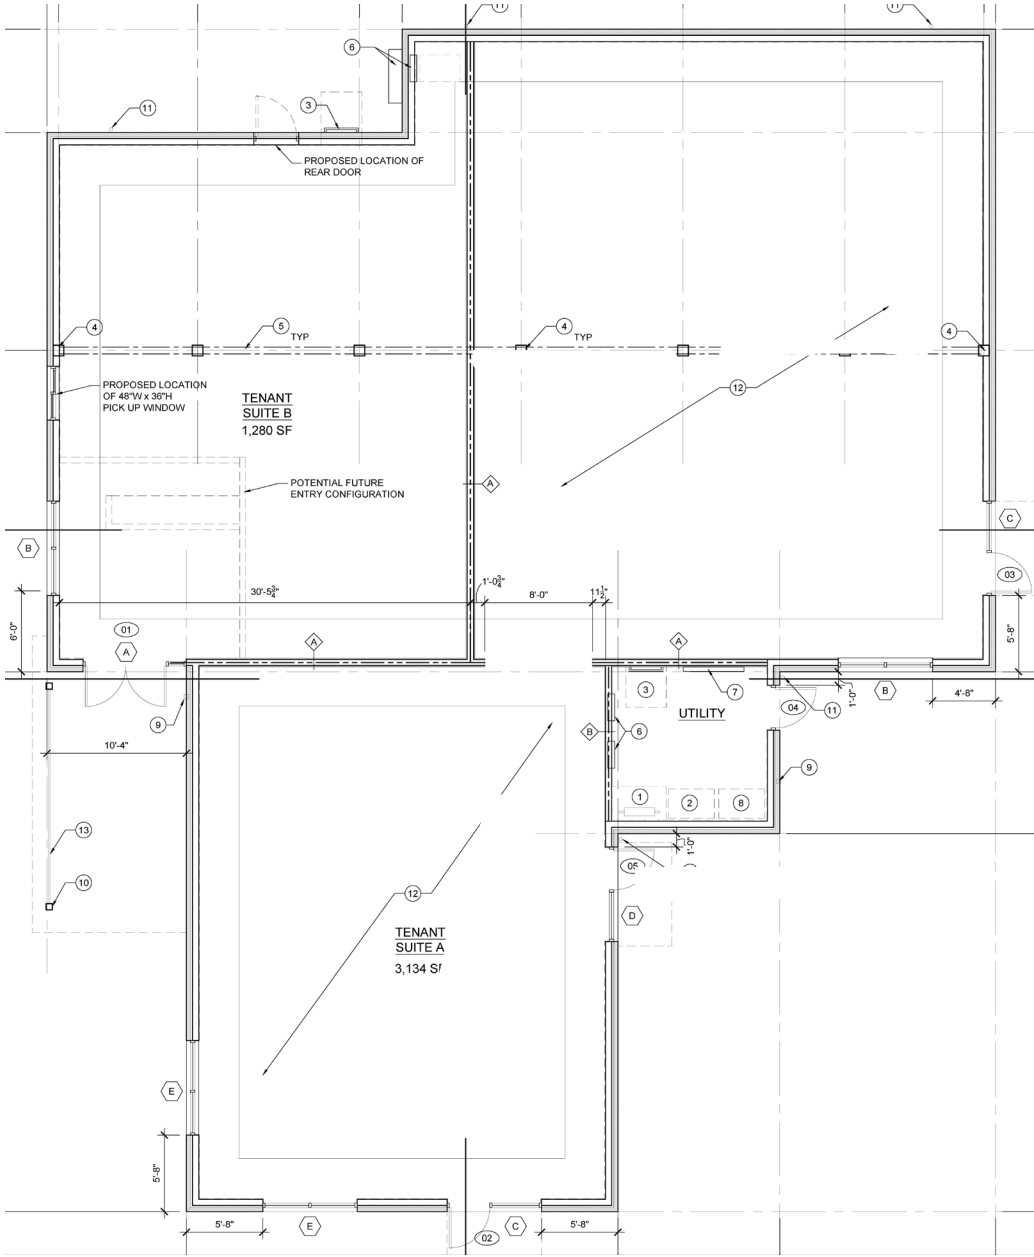 11
11
6
3
11
PROPOSED LOCATION OF
REAR DOOR
4
5
TYP
4
TYP
4
PROPOSED LOCATION
OF 48"W x 36"H
PICK UP WINDOW
12
TENANT
SUITE B
1,280 SF
POTENTIAL FUTURE
ENTRY CONFIGURATION
A
C
B
03
30'-5¾"
1'-0¾"
8'-0"
11½"
6'-0"
01
A
A
A
5'-8"
3
7
B
1'-0"
4'-8"
UTILITY
04
11
9
B
6
10'-4"
9
1
2
8
13
1'-0"
05
10
12
D
TENANT
SUITE A
3,134 SF
E
5'-8"
5'-8"
E
C
5'-8"
02